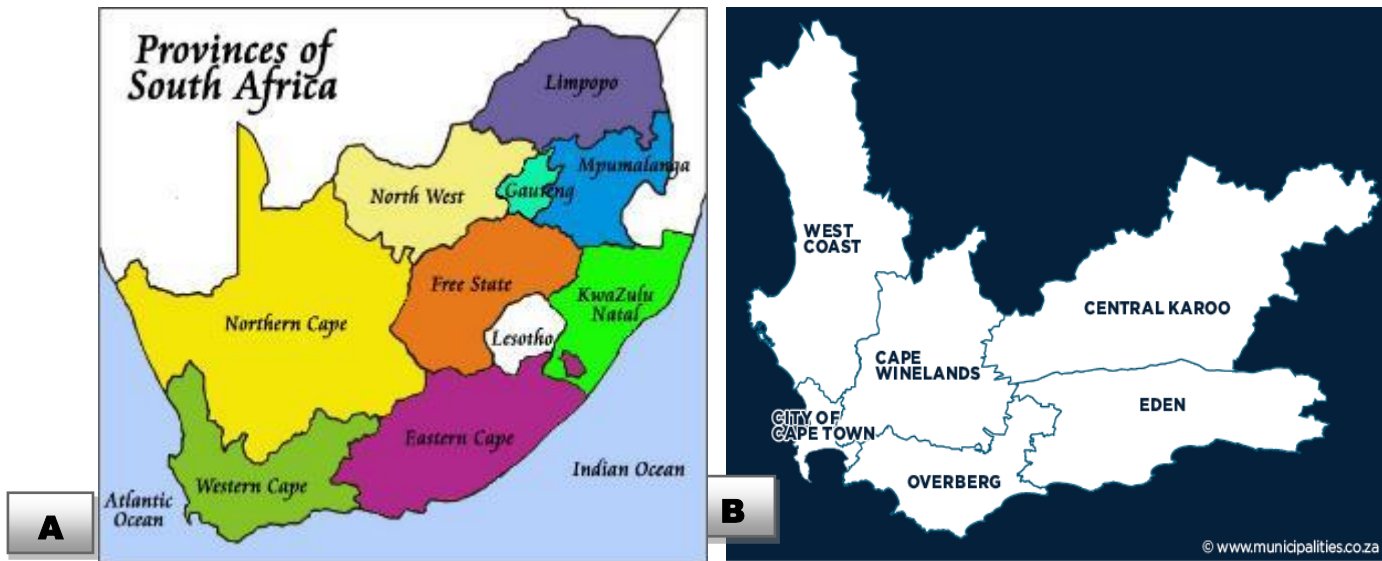 Provinces of
South Africa
Limpopo
Mpumalanga
Gauteng
North West
Free State
KwaZulu
Natal
Lesotho
Northern Cape
Eastern Cape
Western Cape
Indian Ocean
Atlantic
Ocean
A
WEST
COAST
CENTRAL KAROO
CAPE
WINELANDS
EDEN
CITY OF
CAPE TOWN
OVERBERG
B
© www.municipalities.co.za